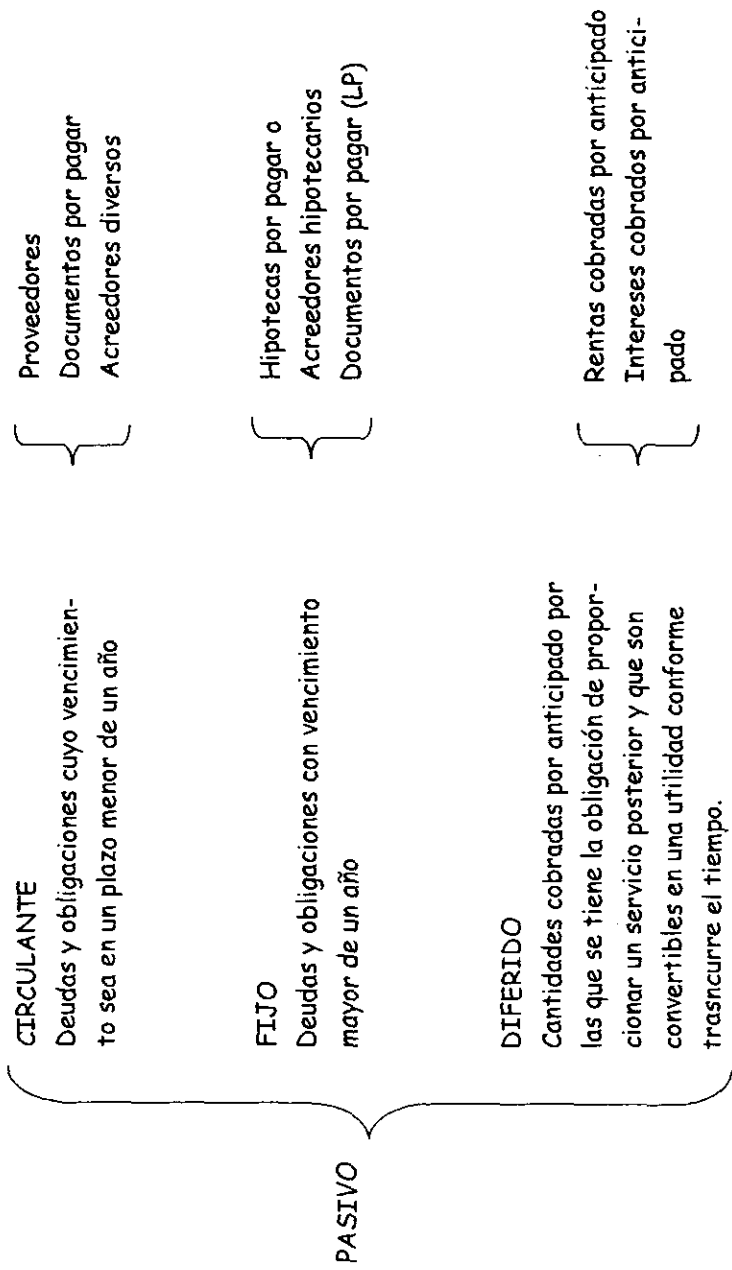 PASIVO
CIRCULANTE
Deudas y obligaciones cuyo vencimien-
to sea en un plazo menor de un año
Proveedores
Documentos por pagar
Acreedores diversos
FIJO
Deudas y obligaciones con vencimiento
mayor de un año
Hipotecas por pagar o
Acreedores hipotecarios
Documentos por pagar (LP)
DIFERIDO
Cantidades cobradas por anticipado por
las que se tiene la obligación de propor-
cionar un servicio posterior y que son
convertibles en una utilidad conforme
trasncurre el tiempo.
Rentas cobradas por anticipado
Intereses cobrados por antici-
pado